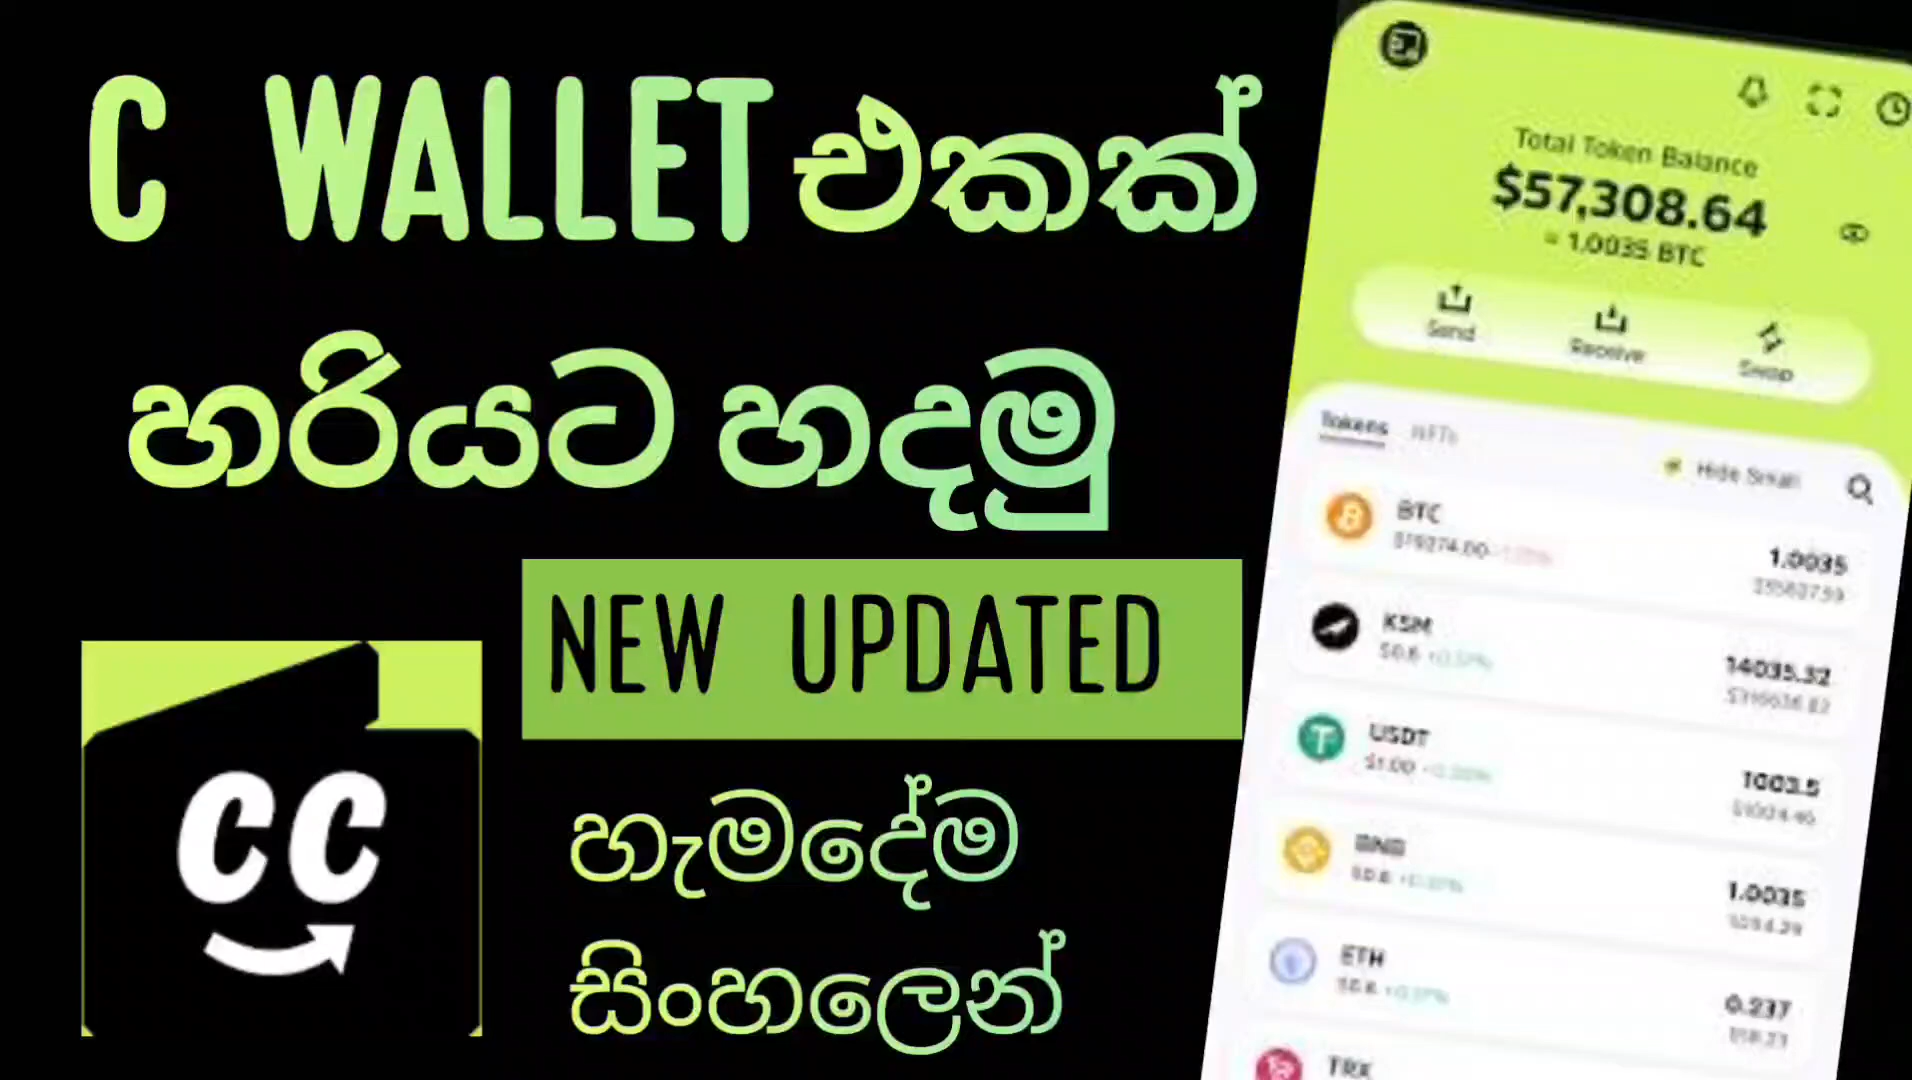 C WALLET එකක්
හරියට හදමු
NEW UPDATED
හැමදේම
සිංහලෙන්
CC
Total Token Balance
$57,308.64
≈ 1.0035 BTC
Send
Receive
Swap
Tokens
NFTs
Hide Small
BTC
1.0035
KSM
14035.32
USDT
$1.00
1003.5
BNB
1.0035
ETH
0.237
TRX